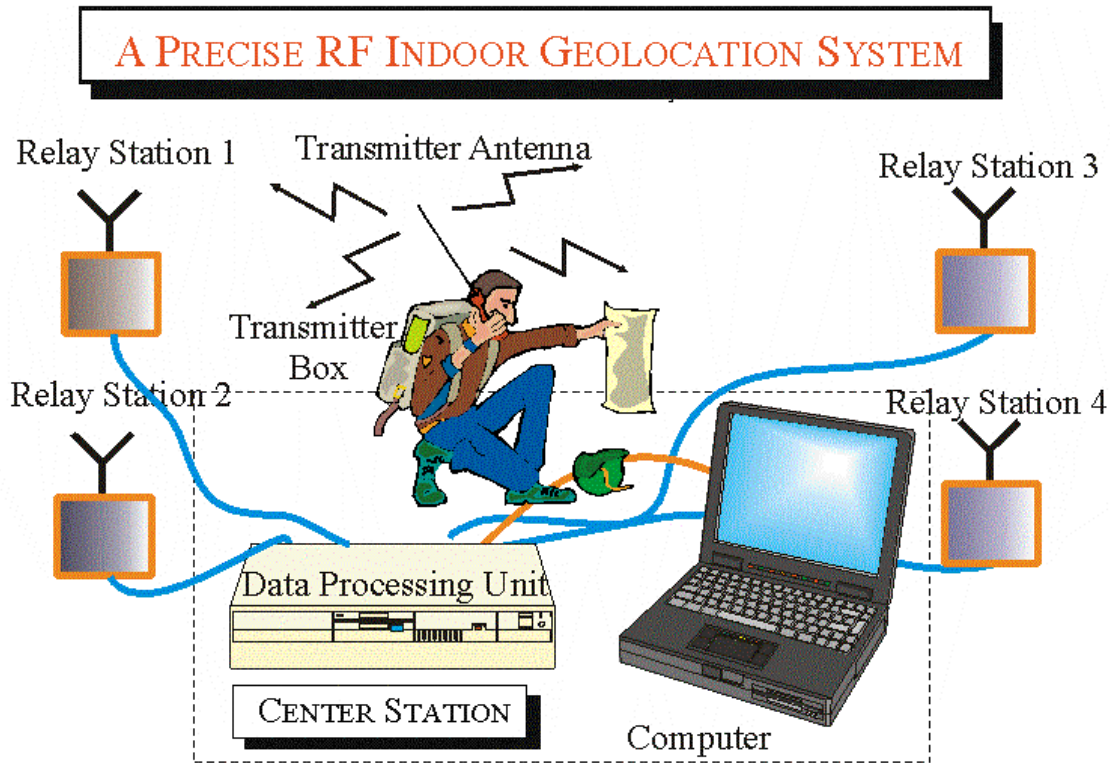 A PRECISE RF INDOOR GEOLOCATION SYSTEM
Relay Station 1
Transmitter Antenna
Relay Station 3
Transmitter
Box
Relay Station 2
Relay Station 4
Data Processing Unit
CENTER STATION
Computer